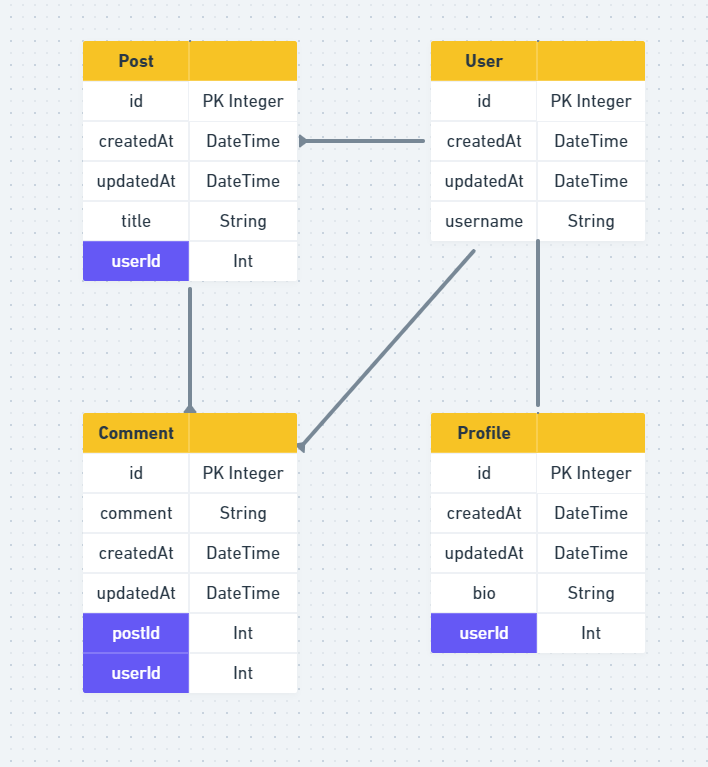 Post
id PK Integer
createdAt DateTime
updatedAt DateTime
title String
userId Int
User
id PK Integer
createdAt DateTime
updatedAt DateTime
username String
Comment
id PK Integer
comment String
createdAt DateTime
updatedAt DateTime
postId Int
userId Int
Profile
id PK Integer
createdAt DateTime
updatedAt DateTime
bio String
userId Int